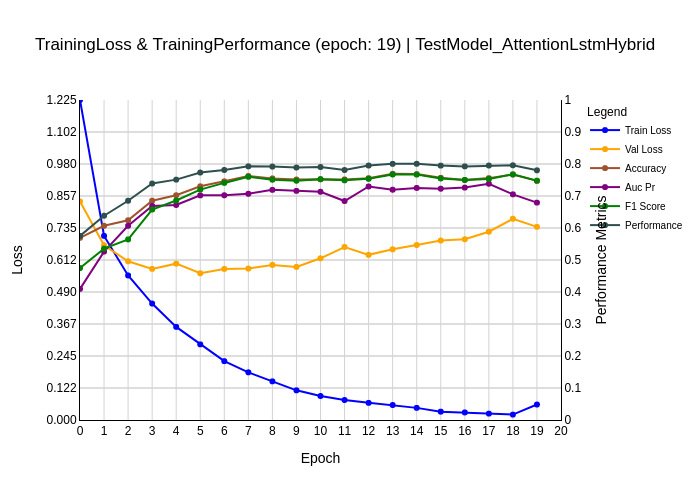 TrainingLoss & TrainingPerformance (epoch: 19) | TestModel_AttentionLstmHybrid
Legend
Train Loss
Val Loss
Accuracy
Auc Pr
F1 Score
Performance
Loss
1.225
1.102
0.980
0.857
0.735
0.612
0.490
0.367
0.245
0.122
0.000
Performance Metrics
1
0.9
0.8
0.7
0.6
0.5
0.4
0.3
0.2
0.1
0
0 1 2 3 4 5 6 7 8 9 10 11 12 13 14 15 16 17 18 19 20
Epoch